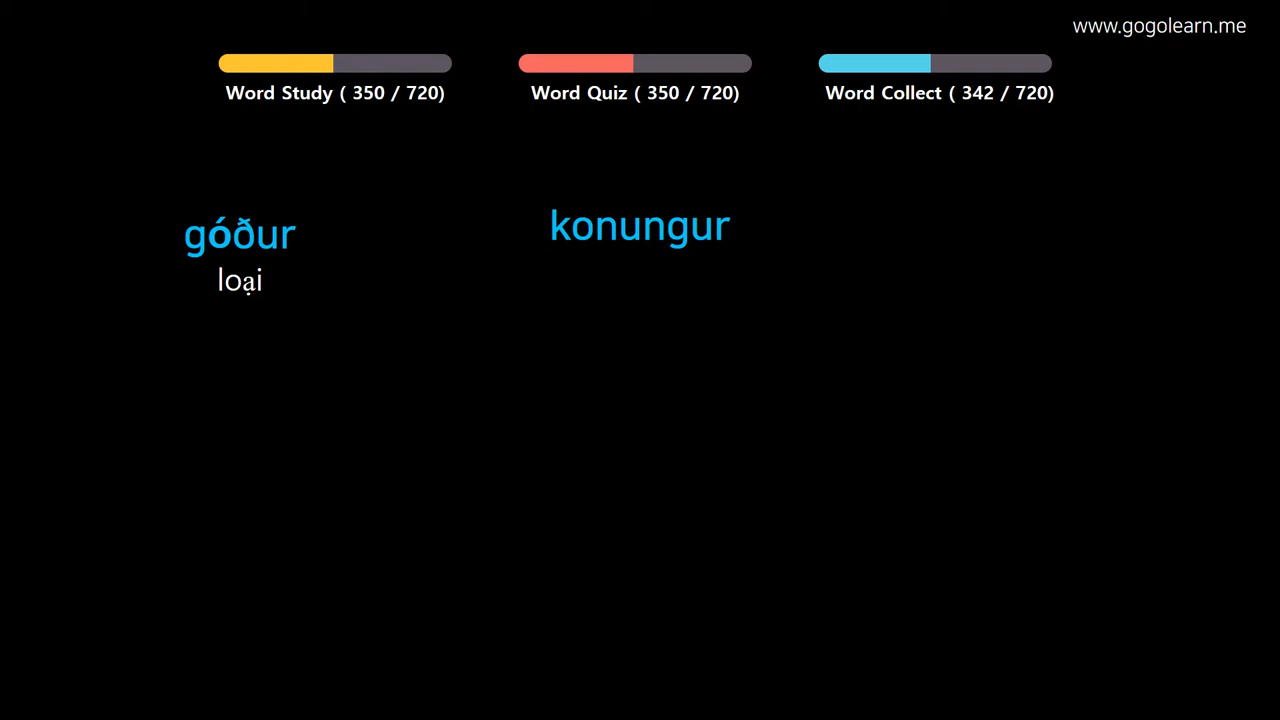 www.gogolearn.me
Word Study ( 350 / 720)
Word Quiz ( 350 / 720)
Word Collect ( 342 / 720)
góður
loại
konungur